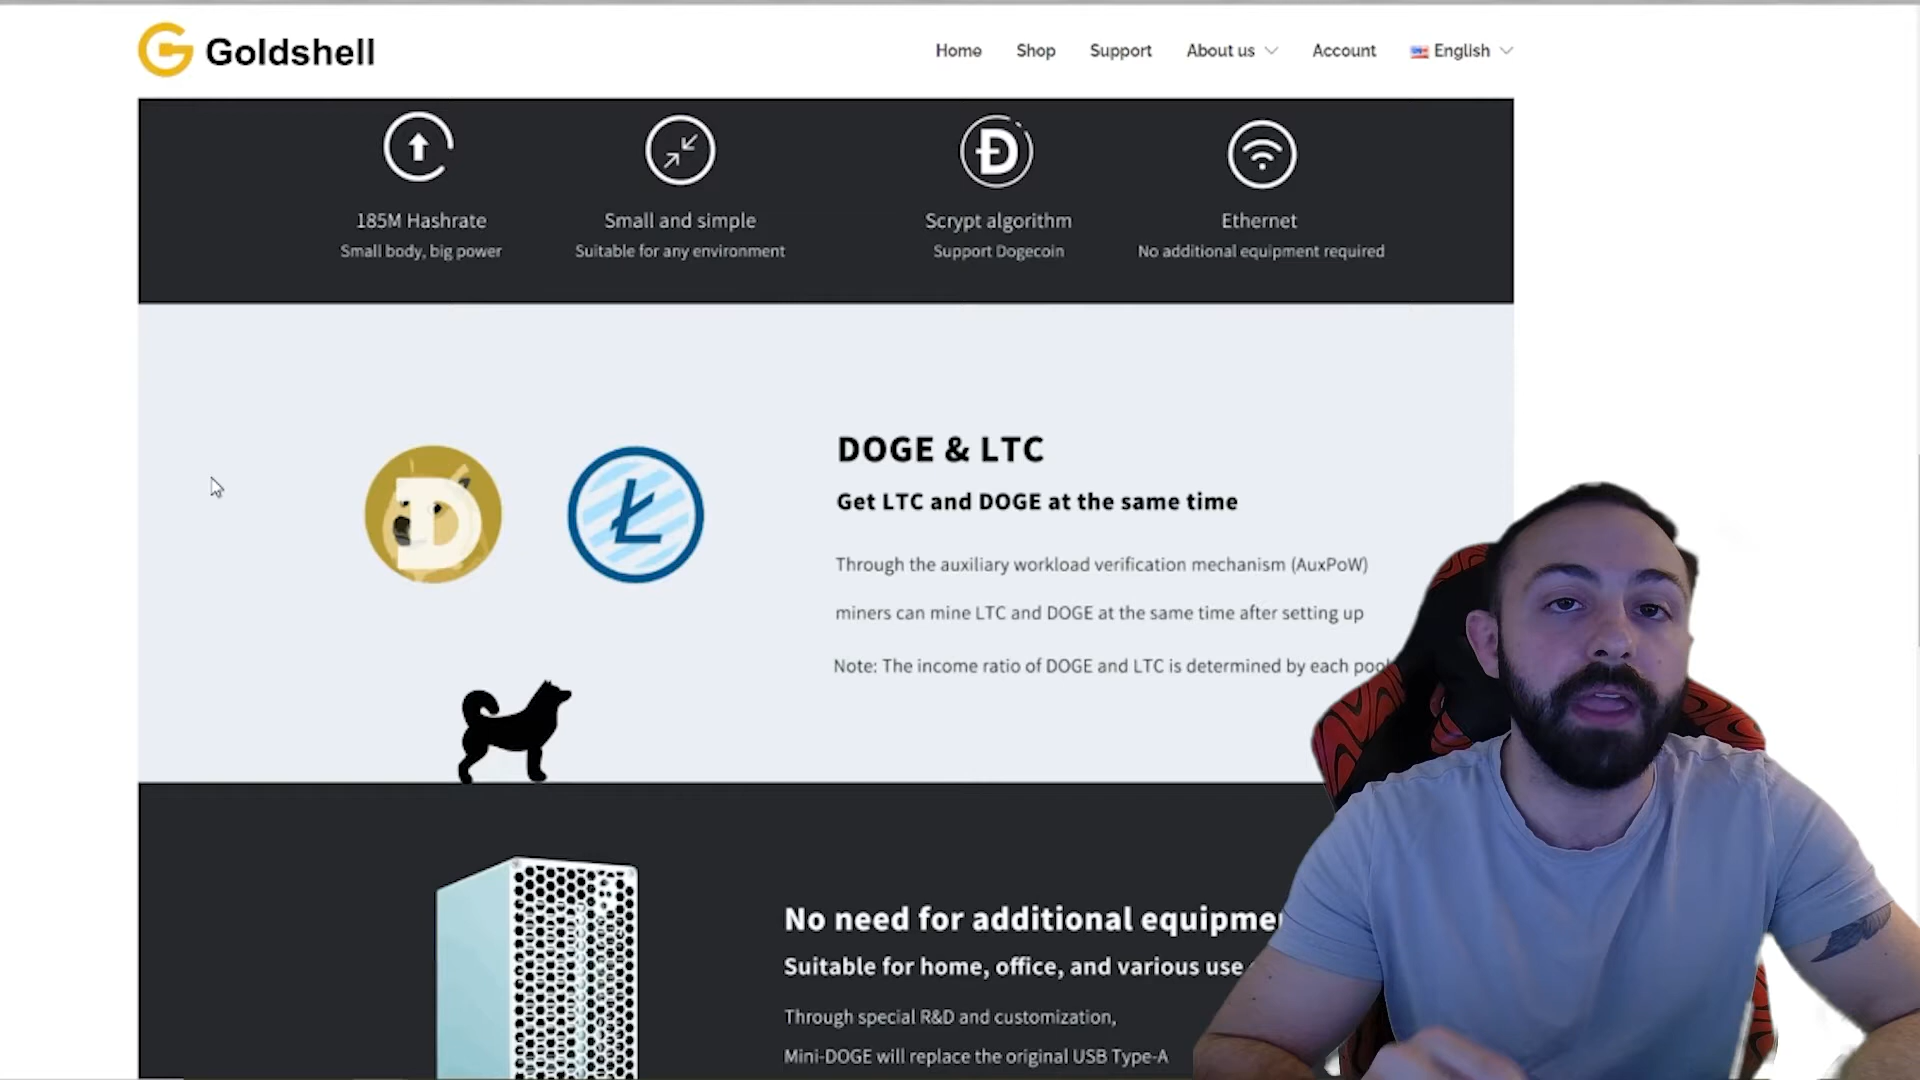 Goldshell
Home Shop Support About us Account English
185M Hashrate Small and simple Scrypt algorithm Ethernet
Small body, big power Suitable for any environment Support Dogecoin No additional equipment required
DOGE & LTC
Get LTC and DOGE at the same time
Through the auxiliary workload verification mechanism (AuxPoW)
miners can mine LTC and DOGE at the same time after setting up
Note: The income ratio of DOGE and LTC is determined by each pool
No need for additional
Suitable for home, office, and various use
Through special R&D and customization,
Mini-DOGE will replace the original USB Type-A